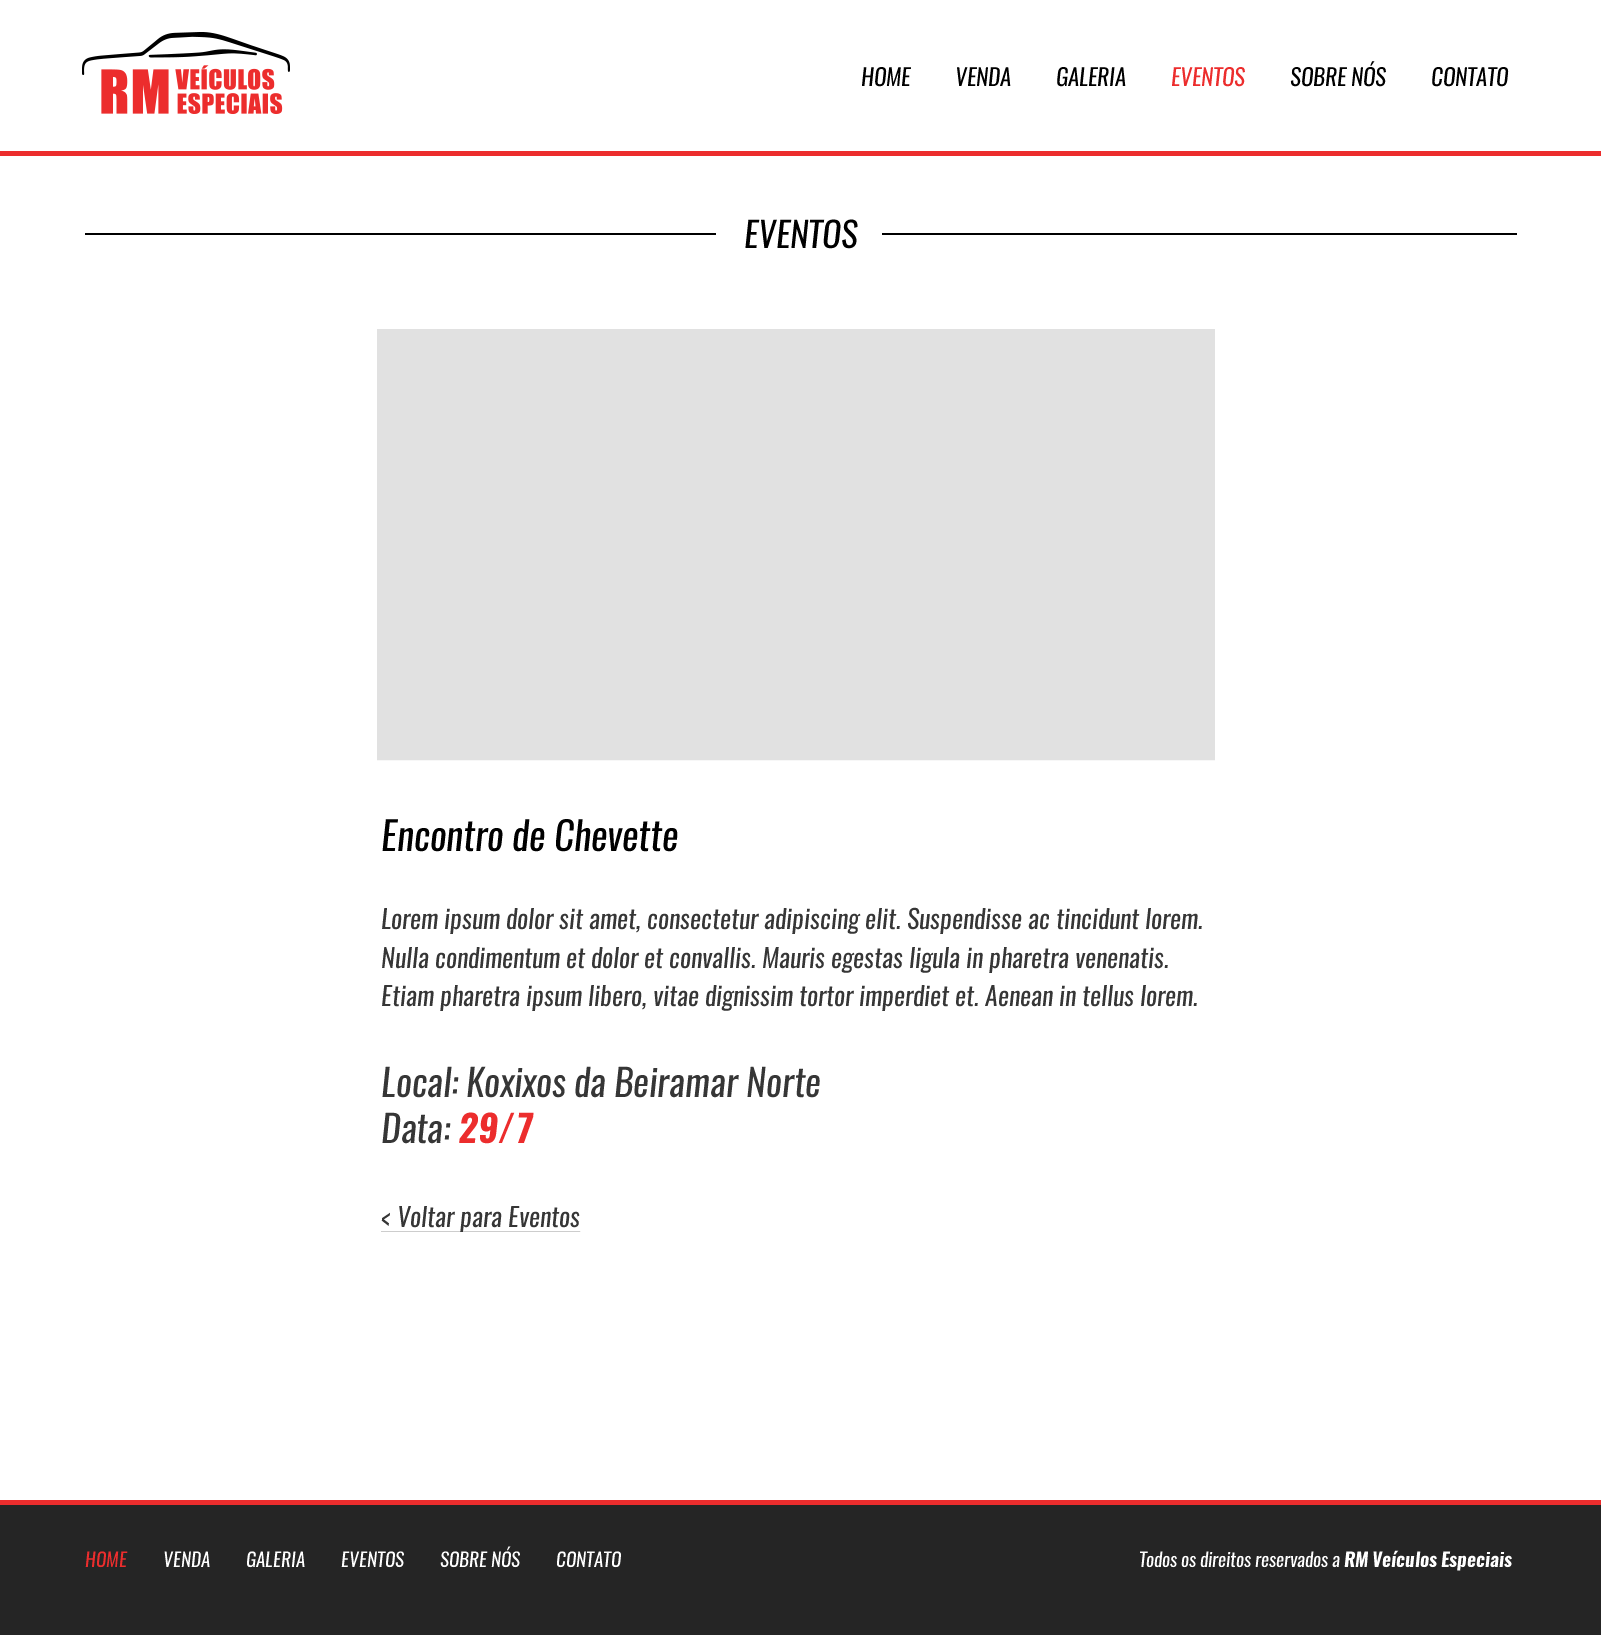 RM VEÍCULOS
ESPECIAIS
HOME VENDA GALERIA EVENTOS SOBRE NÓS CONTATO
EVENTOS
Encontro de Chevette
Lorem ipsum dolor sit amet, consectetur adipiscing elit. Suspendisse ac tincidunt lorem.
Nulla condimentum et dolor et convallis. Mauris egestas ligula in pharetra venenatis.
Etiam pharetra ipsum libero, vitae dignissim tortor imperdiet et. Aenean in tellus lorem.
Local: Koxixos da Beiramar Norte
Data: 29/7
< Voltar para Eventos
HOME VENDA GALERIA EVENTOS SOBRE NÓS CONTATO
Todos os direitos reservados a RM Veículos Especiais